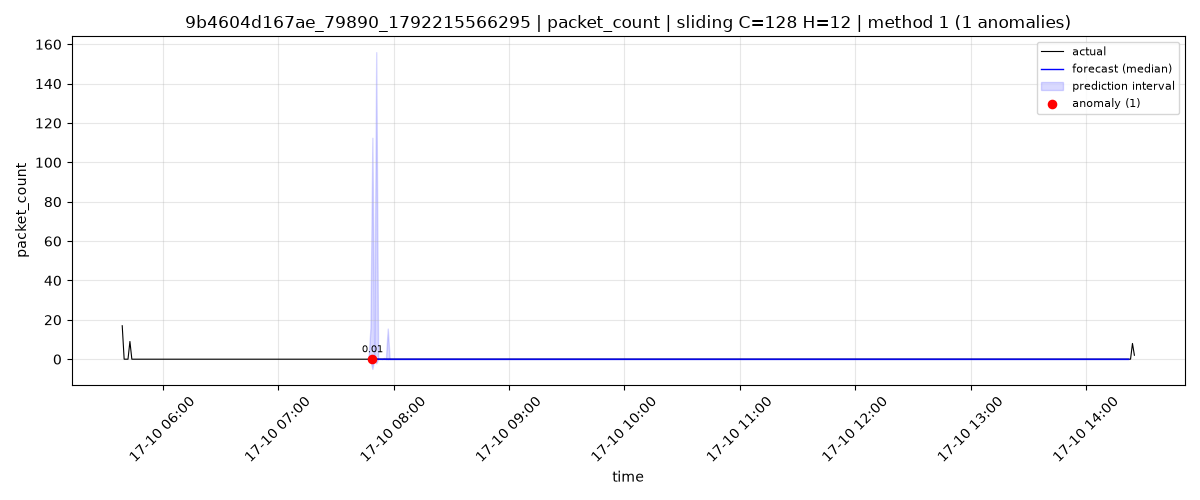 9b4604d167ae_79890_1792215566295 | packet_count | sliding C=128 H=12 | method 1 (1 anomalies)
actual
forecast (median)
prediction interval
anomaly (1)
packet_count
160
140
120
100
80
60
40
20
0
0.01
17-10 06:00
17-10 07:00
17-10 08:00
17-10 09:00
17-10 10:00
17-10 11:00
17-10 12:00
17-10 13:00
17-10 14:00
time